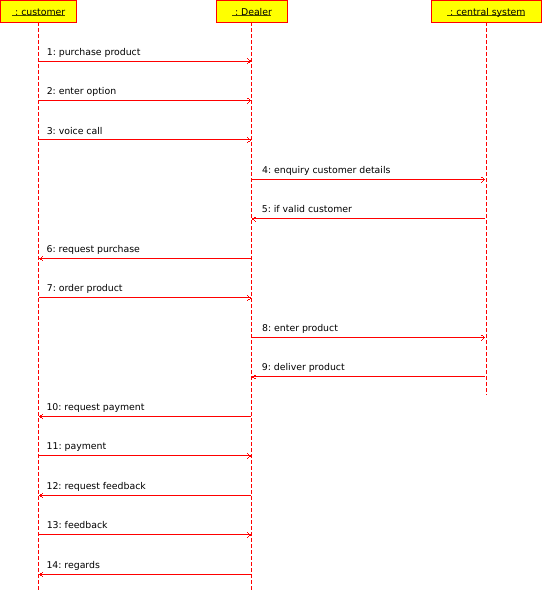 : customer
: Dealer
: central system
1: purchase product
2: enter option
3: voice call
4: enquiry customer details
5: if valid customer
6: request purchase
7: order product
8: enter product
9: deliver product
10: request payment
11: payment
12: request feedback
13: feedback
14: regards